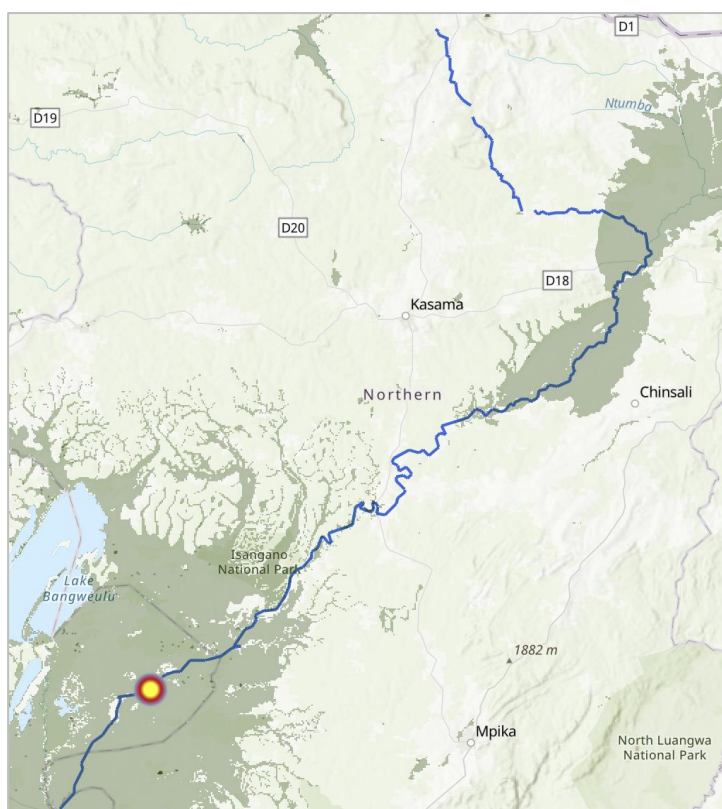 D1
Ntumba
D19
D20
D18
Kasama
Northern
Chinsali
Isangano
National Park
Lake
Bangweulu
1882 m
Mpika
North Luangwa
National Park